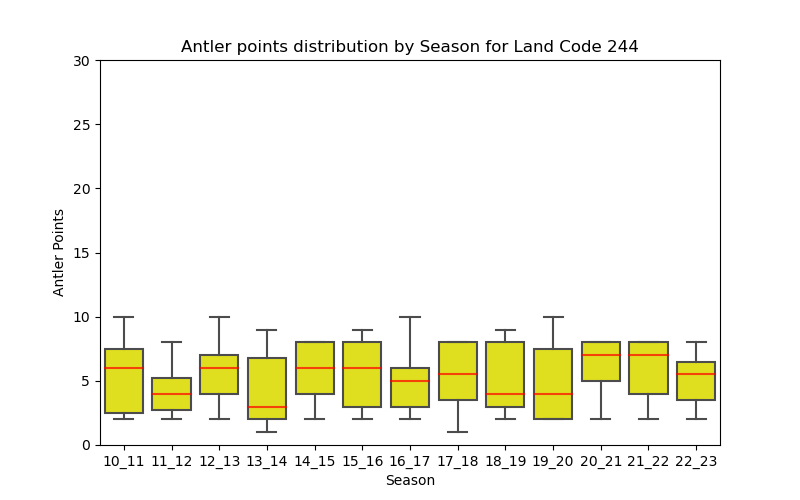 Antler points distribution by Season for Land Code 244
30
25
20
15
10
5
0
Antler Points
10_11 11_12 12_13 13_14 14_15 15_16 16_17 17_18 18_19 19_20 20_21 21_22 22_23
Season